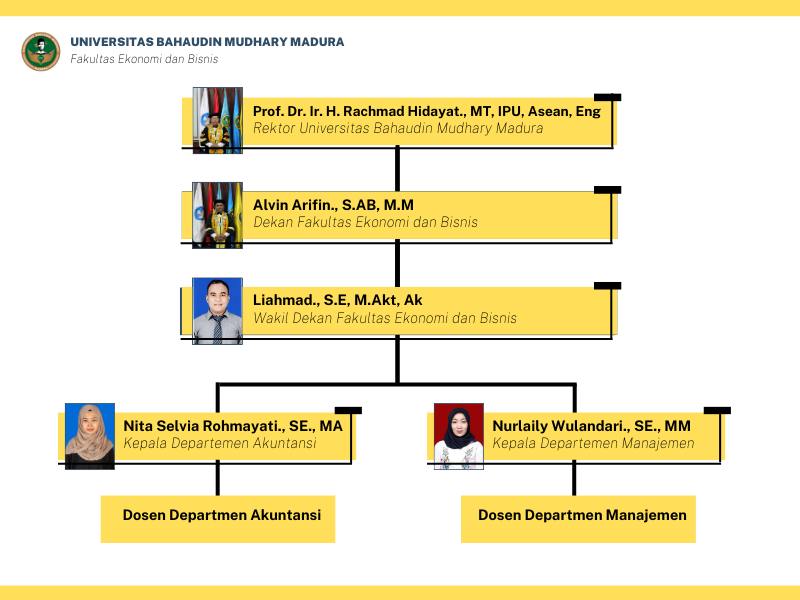 UNIVERSITAS BAHAUDIN MUDHARY MADURA
Fakultas Ekonomi dan Bisnis
Prof. Dr. Ir. H. Rachmad Hidayat., MT, IPU, Asean, Eng
Rektor Universitas Bahaudin Mudhary Madura
Alvin Arifin., S.AB, M.M
Dekan Fakultas Ekonomi dan Bisnis
Liahmad., S.E, M.Akt, Ak
Wakil Dekan Fakultas Ekonomi dan Bisnis
Nita Selvia Rohmayati., SE., MA
Kepala Departemen Akuntansi
Nurlaily Wulandari., SE., MM
Kepala Departemen Manajemen
Dosen Departmen Akuntansi
Dosen Departmen Manajemen